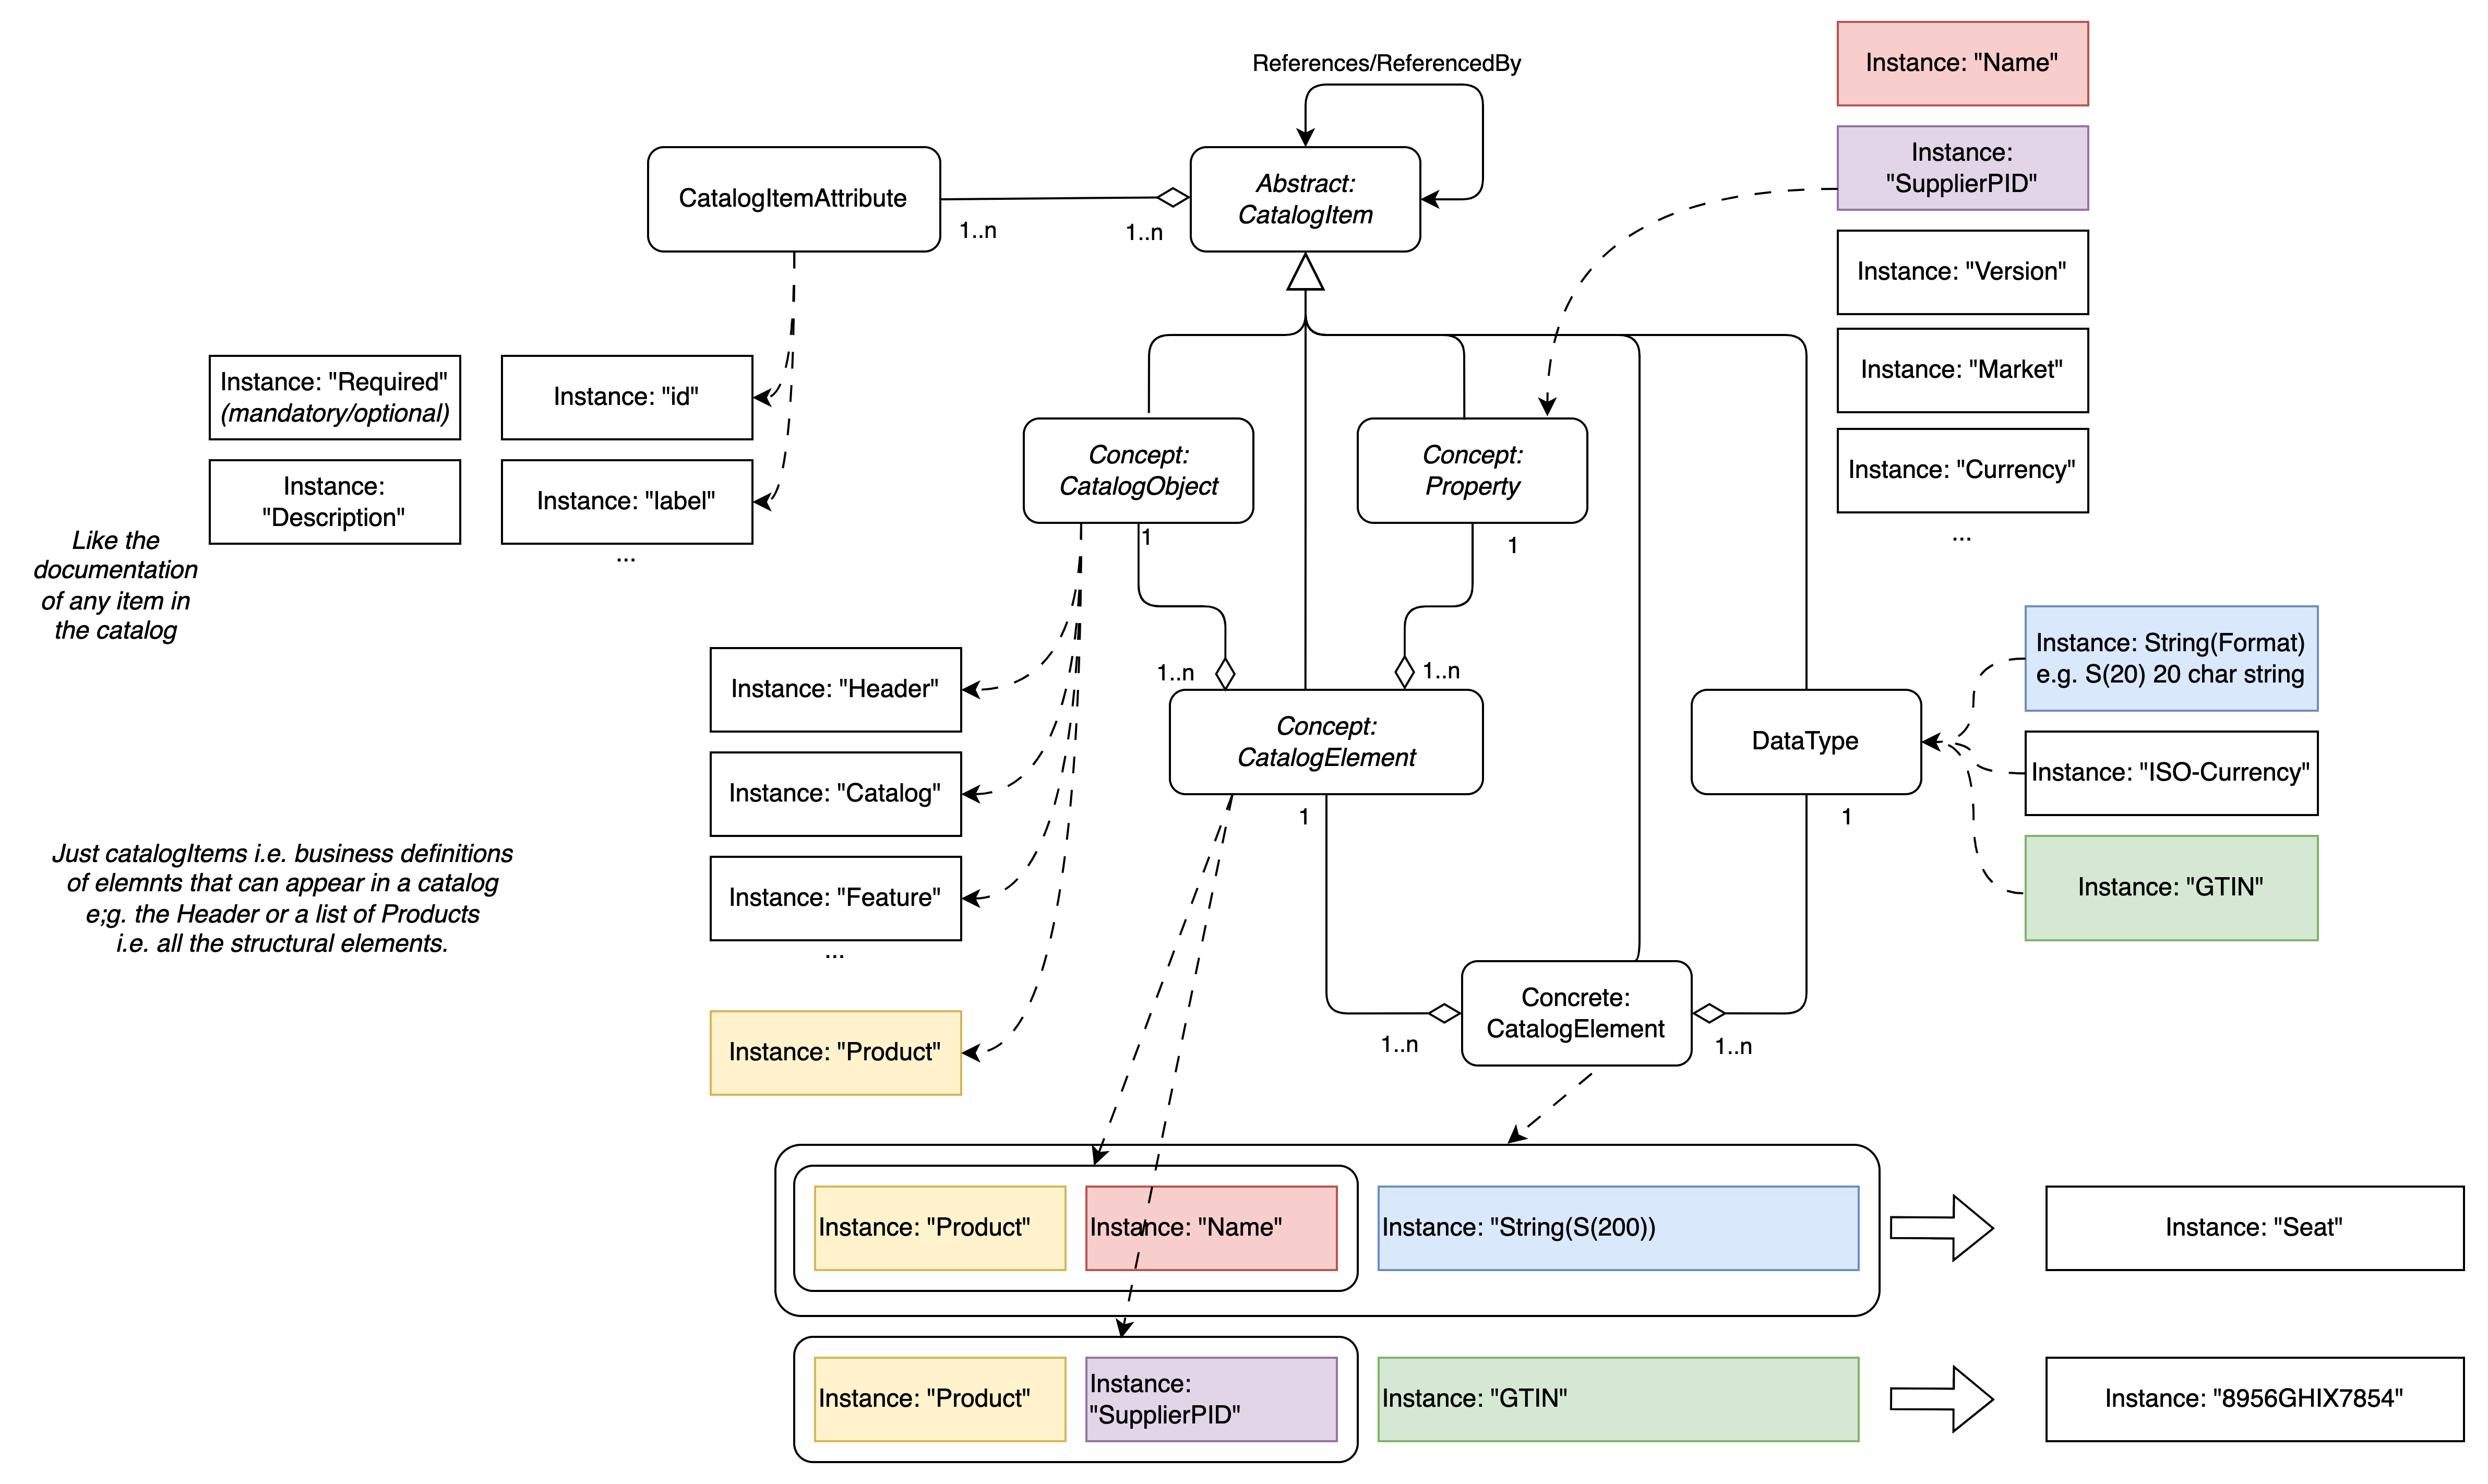 References/ReferencedBy
Instance: "Name"
CatalogItemAttribute
Abstract:
CatalogItem
Instance:
"SupplierPID"
1..n
1..n
Instance: "Version"
Instance: "Market"
Instance: "Required"
(mandatory/optional)
Instance: "id"
Concept:
CatalogObject
Concept:
Property
Instance: "Currency"
Instance:
"Description"
Instance: "label"
...
...
1
1
Like the
documentation
of any item in
the catalog
Instance: "Header"
1..n
1..n
Instance: String(Format)
e.g. S(20) 20 char string
Concept:
CatalogElement
DataType
Instance: "ISO-Currency"
Instance: "Catalog"
1
1
Just catalogItems i.e. business definitions
of elemnts that can appear in a catalog
e;g. the Header or a list of Products
i.e. all the structural elements.
Instance: "Feature"
...
Instance: "GTIN"
Instance: "Product"
Concrete:
CatalogElement
1..n
1..n
Instance: "Product"
Instance: "Name"
Instance: "String(S(200))
Instance: "Seat"
Instance: "Product"
Instance:
"SupplierPID"
Instance: "GTIN"
Instance: "8956GHIX7854"